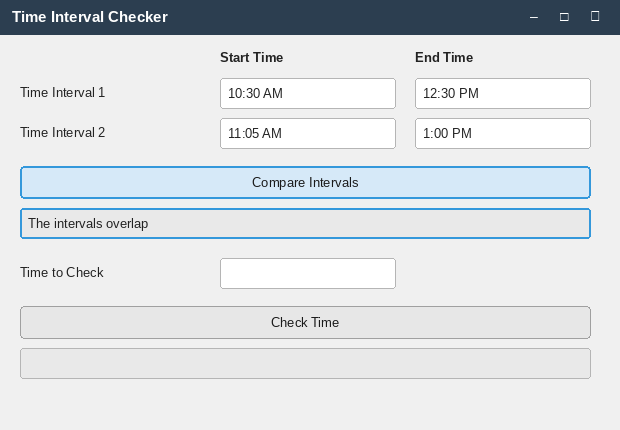 Time Interval Checker
Start Time End Time
Time Interval 1 10:30 AM 12:30 PM
Time Interval 2 11:05 AM 1:00 PM
Compare Intervals
The intervals overlap
Time to Check
Check Time